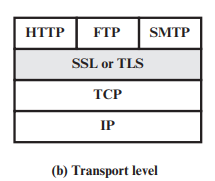 HTTP FTP SMTP
SSL or TLS
TCP
IP
(b) Transport level